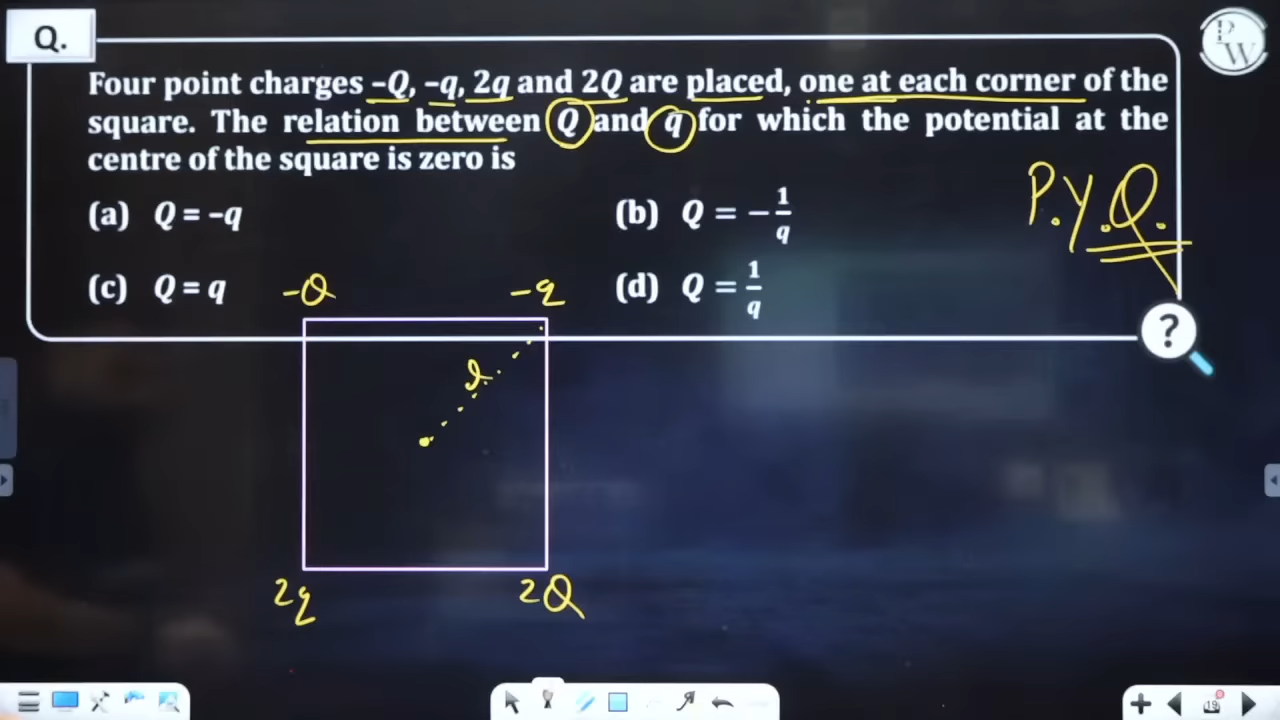 Q.
P
W
Four point charges –Q, –q, 2q and 2Q are placed, one at each corner of the
square. The relation between Q and q for which the potential at the
centre of the square is zero is
P.Y.Q.
(a) Q = –q
(b) Q = –1/q
(c) Q = q
(d) Q = 1/q
?
-Q
-q
2q
2Q
19